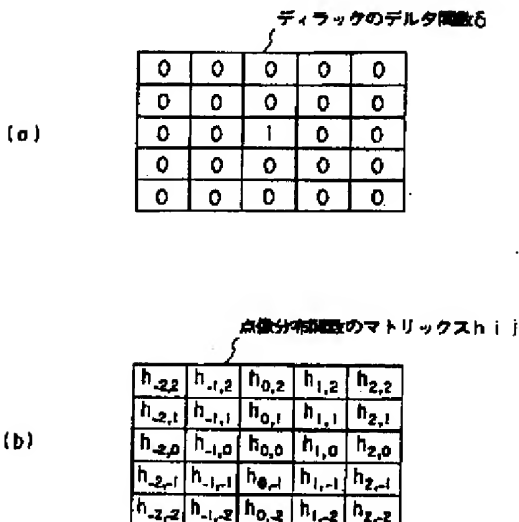 ディラックのデルタ関数δ
(a)
0 0 0 0 0
0 0 0 0 0
0 0 1 0 0
0 0 0 0 0
0 0 0 0 0
点像分布関数のマトリックスhij
(b)
h-2,2 h-1,2 h0,2 h1,2 h2,2
h-2,1 h-1,1 h0,1 h1,1 h2,1
h-2,0 h-1,0 h0,0 h1,0 h2,0
h-2,-1 h-1,-1 h0,-1 h1,-1 h2,-1
h-2,-2 h-1,-2 h0,-2 h1,-2 h2,-2